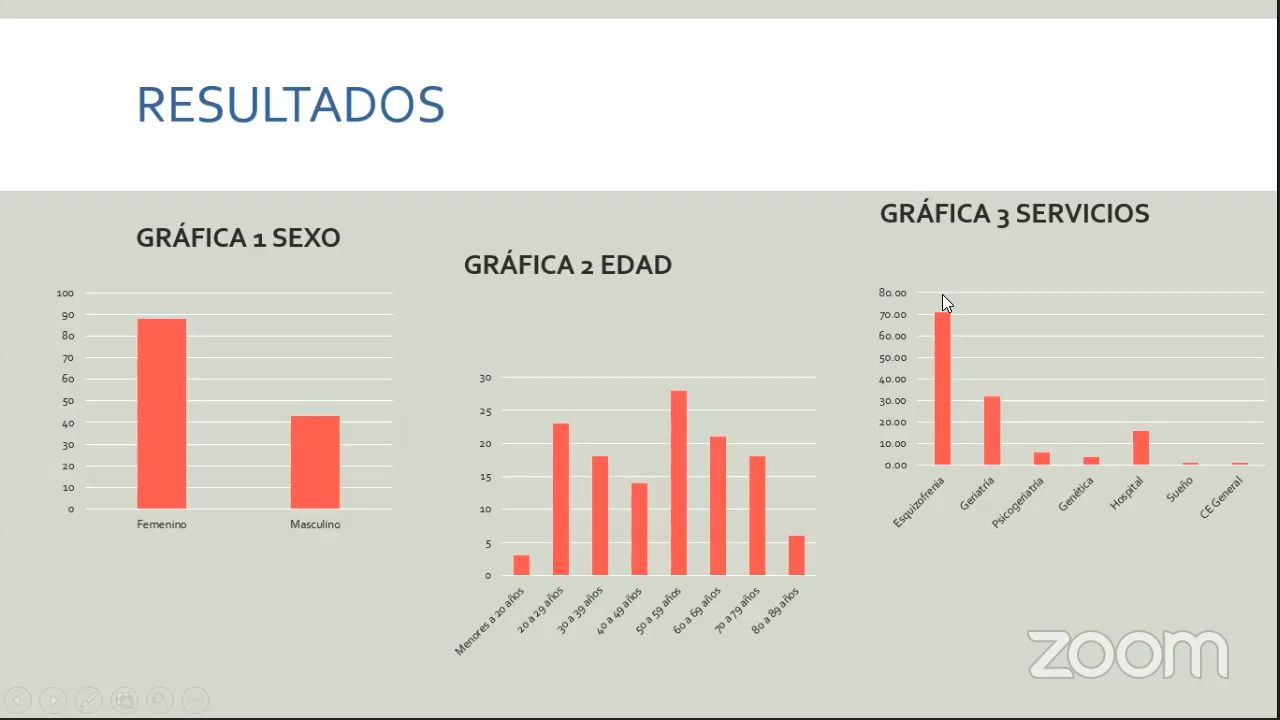 RESULTADOS
GRÁFICA 1 SEXO
100
90
80
70
60
50
40
30
20
10
0
Femenino
Masculino
GRÁFICA 2 EDAD
30
25
20
15
10
5
0
Menores a 20 años
20 a 29 años
30 a 39 años
40 a 49 años
50 a 59 años
60 a 69 años
70 a 79 años
80 a 89 años
GRÁFICA 3 SERVICIOS
80.00
70.00
60.00
50.00
40.00
30.00
20.00
10.00
0.00
Esquizofrenia
Geriatría
Psicogeriatría
Genética
Hospital
Sueño
CE General
zoom